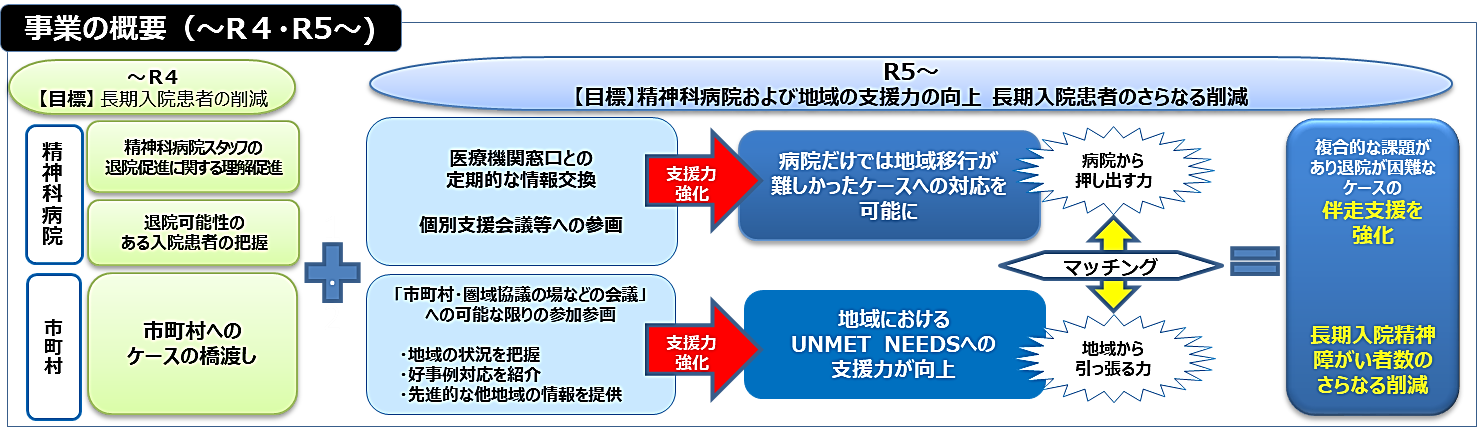 事業の概要（～R４・R5～)
～R４
【目標】長期入院患者の削減
精神科病院
精神科病院スタッフの
退院促進に関する理解促進
退院可能性の
ある入院患者の把握
市町村
市町村への
ケースの橋渡し
R5～
【目標】精神科病院および地域の支援力の向上 長期入院患者のさらなる削減
医療機関窓口との
定期的な情報交換
個別支援会議等への参画
支援力
強化
病院だけでは地域移行が
難しかったケースへの対応を
可能に
病院から
押し出す力
「市町村・圏域協議の場などの会議」
への可能な限りの参加参画
・地域の状況を把握
・好事例対応を紹介
・先進的な他地域の情報を提供
支援力
強化
地域における
UNMET NEEDSへの
支援力が向上
マッチング
地域から
引っ張る力
複合的な課題が
あり退院が困難な
ケースの
伴走支援を
強化
長期入院精神
障がい者数の
さらなる削減